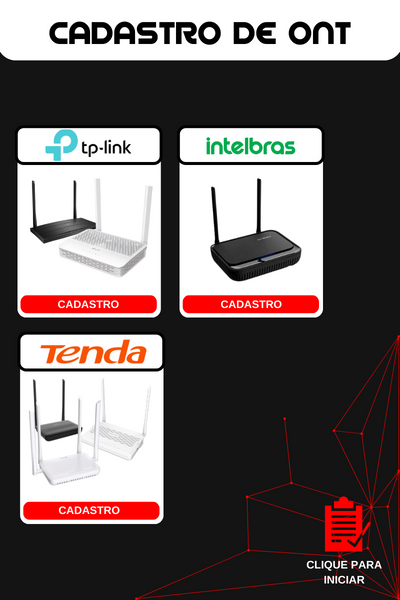 CADASTRO DE ONT
tp-link
intelbras
CADASTRO
CADASTRO
Tenda
CADASTRO
CLIQUE PARA
INICIAR